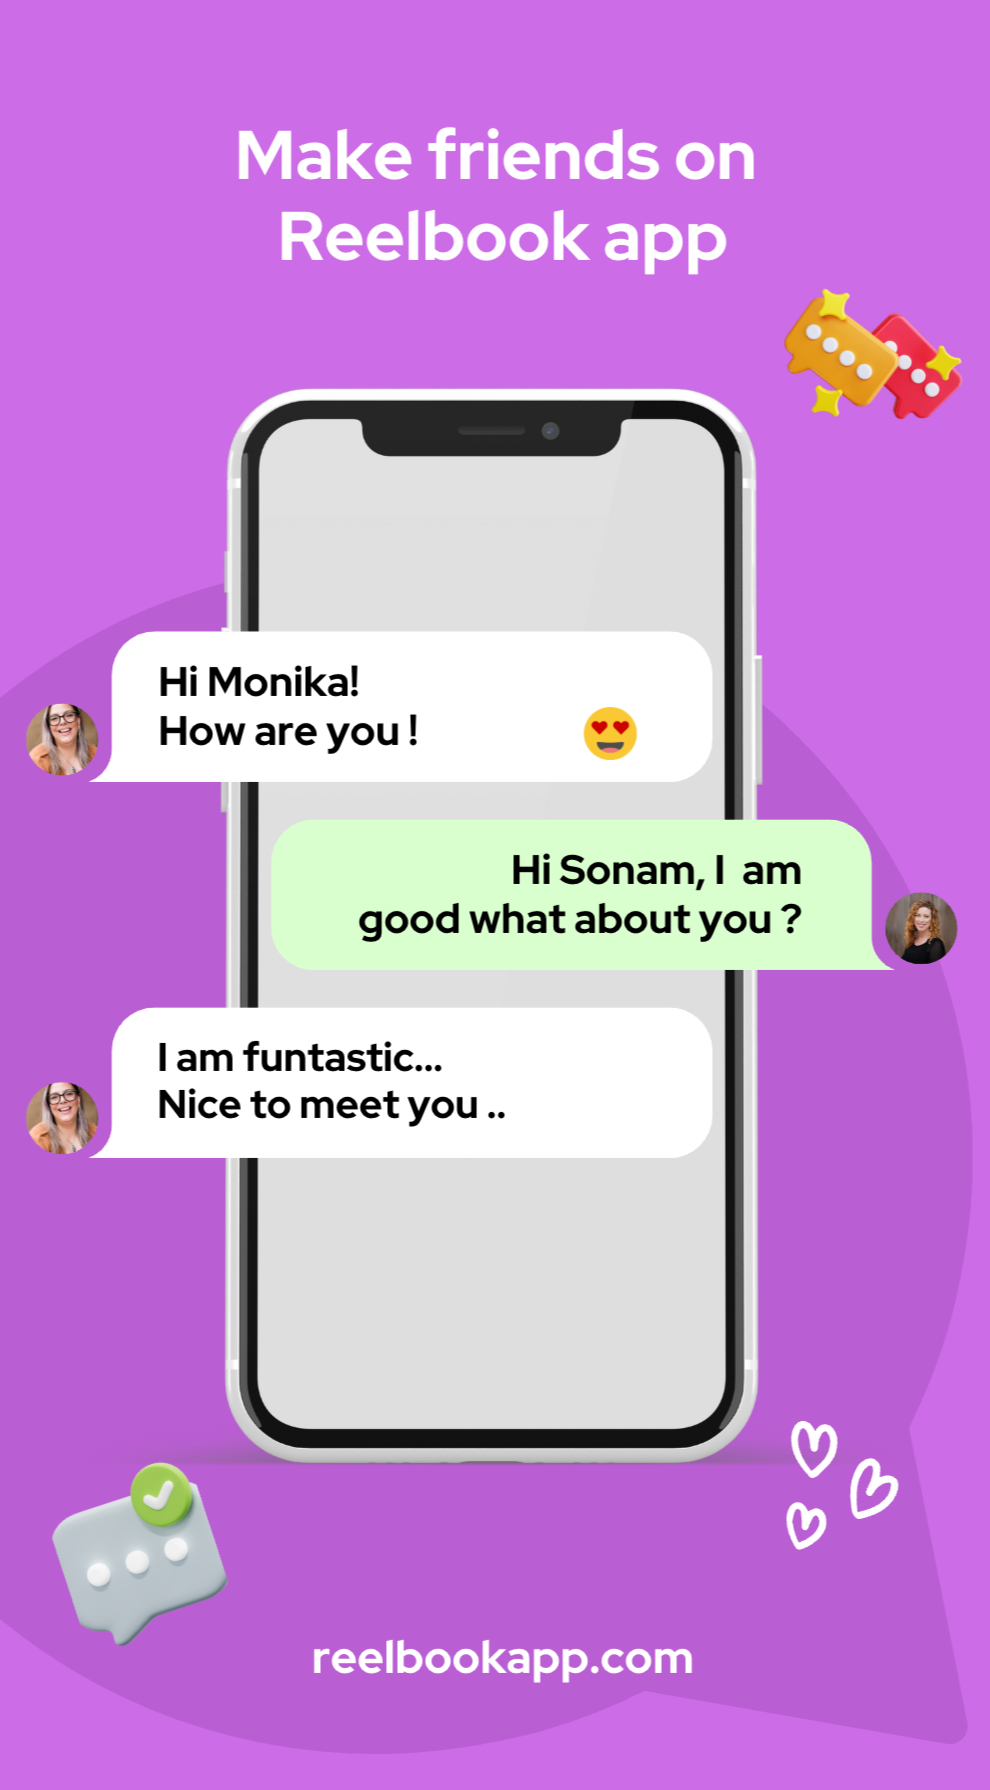 Make friends on
Reelbook app
Hi Monika!
How are you !
Hi Sonam, I  am
good what about you ?
I am funtastic...
Nice to meet you ..
reelbookapp.com